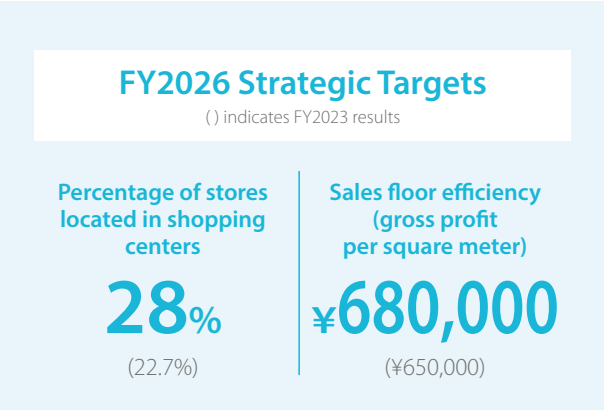 FY2026 Strategic Targets
( ) indicates FY2023 results
Percentage of stores
located in shopping
centers
28%
(22.7%)
Sales floor efficiency
(gross profit
per square meter)
¥680,000
(¥650,000)